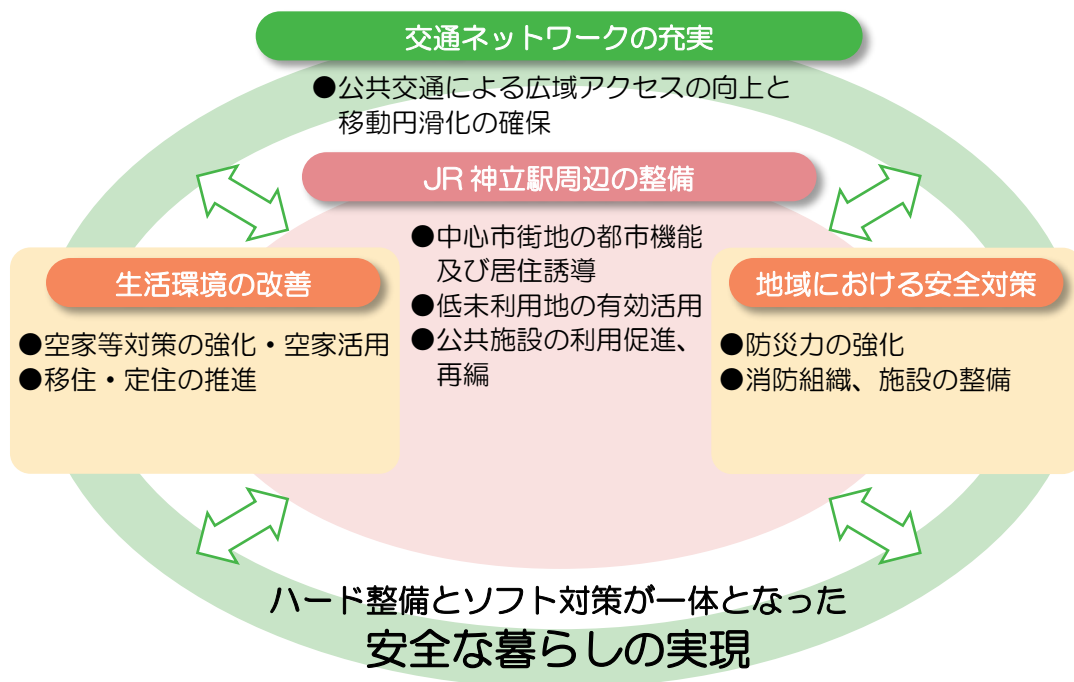 交通ネットワークの充実
●公共交通による広域アクセスの向上と
移動円滑化の確保
JR 神立駅周辺の整備
●中心市街地の都市機能
及び居住誘導
●低未利用地の有効活用
●公共施設の利用促進、
再編
生活環境の改善
●空家等対策の強化・空家活用
●移住・定住の推進
地域における安全対策
●防災力の強化
●消防組織、施設の整備
ハード整備とソフト対策が一体となった
安全な暮らしの実現